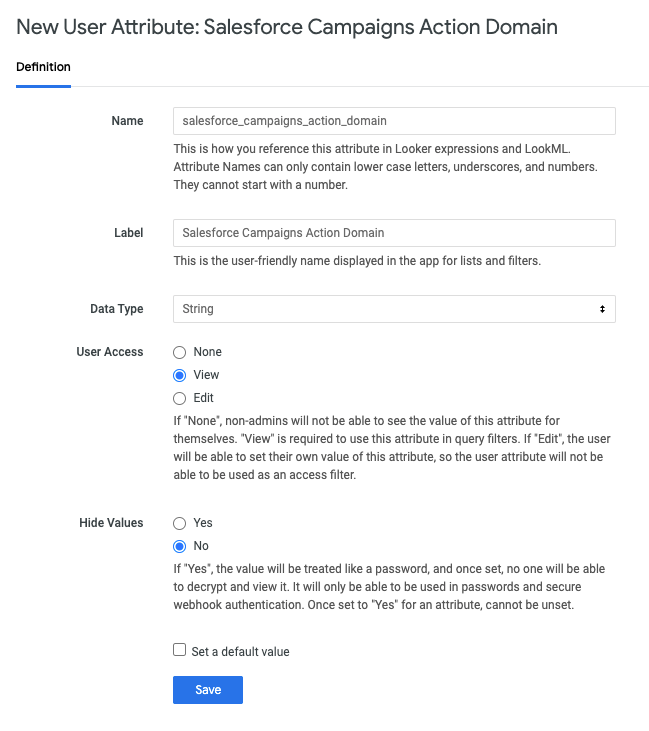 New User Attribute: Salesforce Campaigns Action Domain
Definition
Name
salesforce_campaigns_action_domain
This is how you reference this attribute in Looker expressions and LookML.
Attribute Names can only contain lower case letters, underscores, and numbers.
They cannot start with a number.
Label
Salesforce Campaigns Action Domain
This is the user-friendly name displayed in the app for lists and filters.
Data Type
String
User Access
None
View
Edit
If "None", non-admins will not be able to see the value of this attribute for
themselves. "View" is required to use this attribute in query filters. If "Edit", the user
will be able to set their own value of this attribute, so the user attribute will not be
able to be used as an access filter.
Hide Values
Yes
No
If "Yes", the value will be treated like a password, and once set, no one will be able
to decrypt and view it. It will only be able to be used in passwords and secure
webhook authentication. Once set to "Yes" for an attribute, cannot be unset.
Set a default value
Save